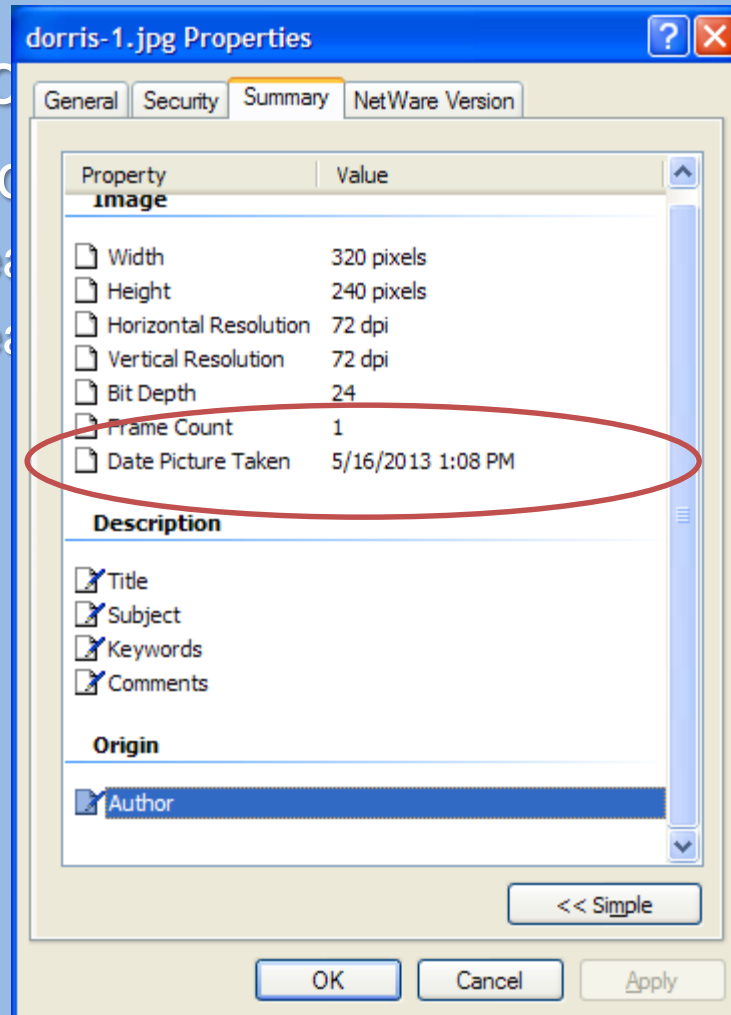 dorris-1.jpg Properties
General Security Summary NetWare Version
Property Value
Image
Width 320 pixels
Height 240 pixels
Horizontal Resolution 72 dpi
Vertical Resolution 72 dpi
Bit Depth 24
Frame Count 1
Date Picture Taken 5/16/2013 1:08 PM
Description
Title
Subject
Keywords
Comments
Origin
Author
<< Simple
OK Cancel Apply